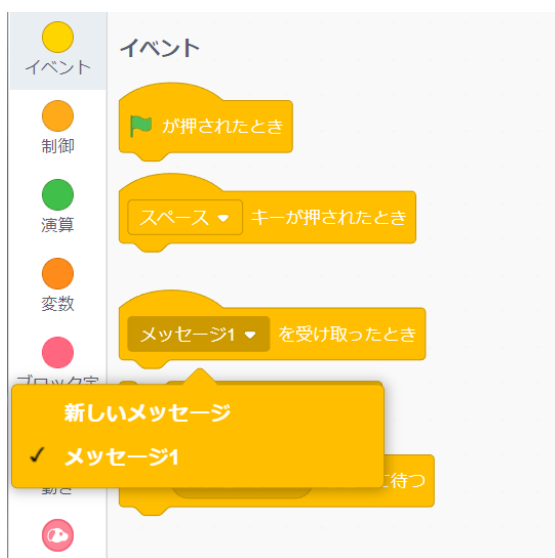 イベント
イベント
が押されたとき
制御
スペース キーが押されたとき
演算
変数
メッセージ1 を受け取ったとき
新しいメッセージ
✓ メッセージ1
待つ